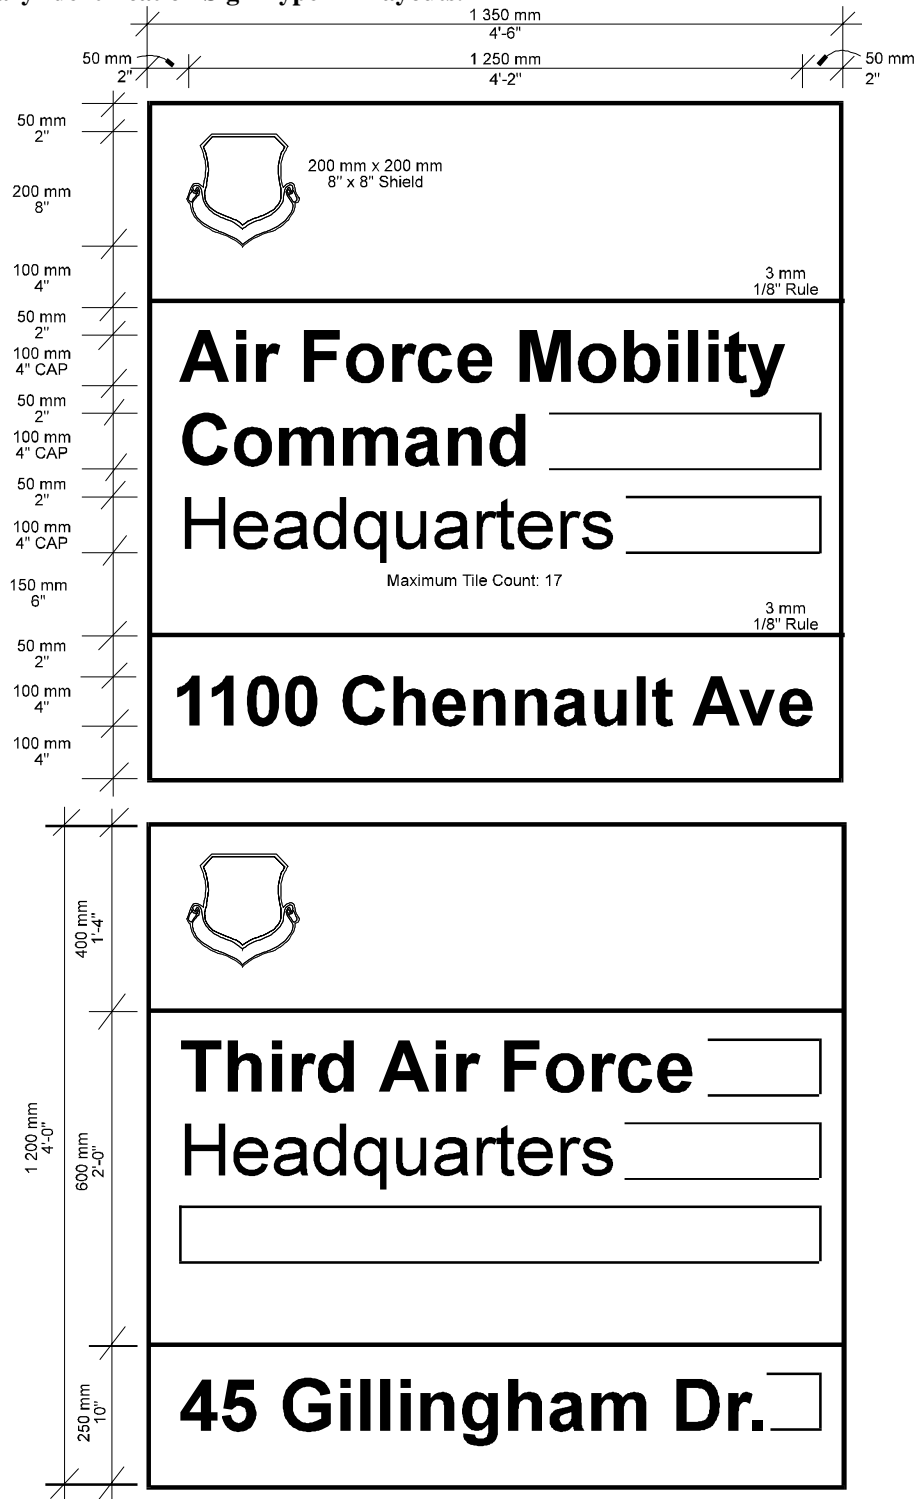 1 350 mm
4'-6"
50 mm
2"
1 250 mm
4'-2"
50 mm
2"
50 mm
2"
200 mm
8"
100 mm
4"
50 mm
2"
100 mm
4" CAP
50 mm
2"
100 mm
4" CAP
50 mm
2"
100 mm
4" CAP
150 mm
6"
50 mm
2"
100 mm
4"
100 mm
4"
200 mm x 200 mm
8" x 8" Shield
3 mm
1/8" Rule
Air Force Mobility
Command
Headquarters
Maximum Tile Count: 17
3 mm
1/8" Rule
1100 Chennault Ave
400 mm
1'-4"
1 200 mm
4'-0"
600 mm
2'-0"
250 mm
10"
Third Air Force
Headquarters
45 Gillingham Dr.